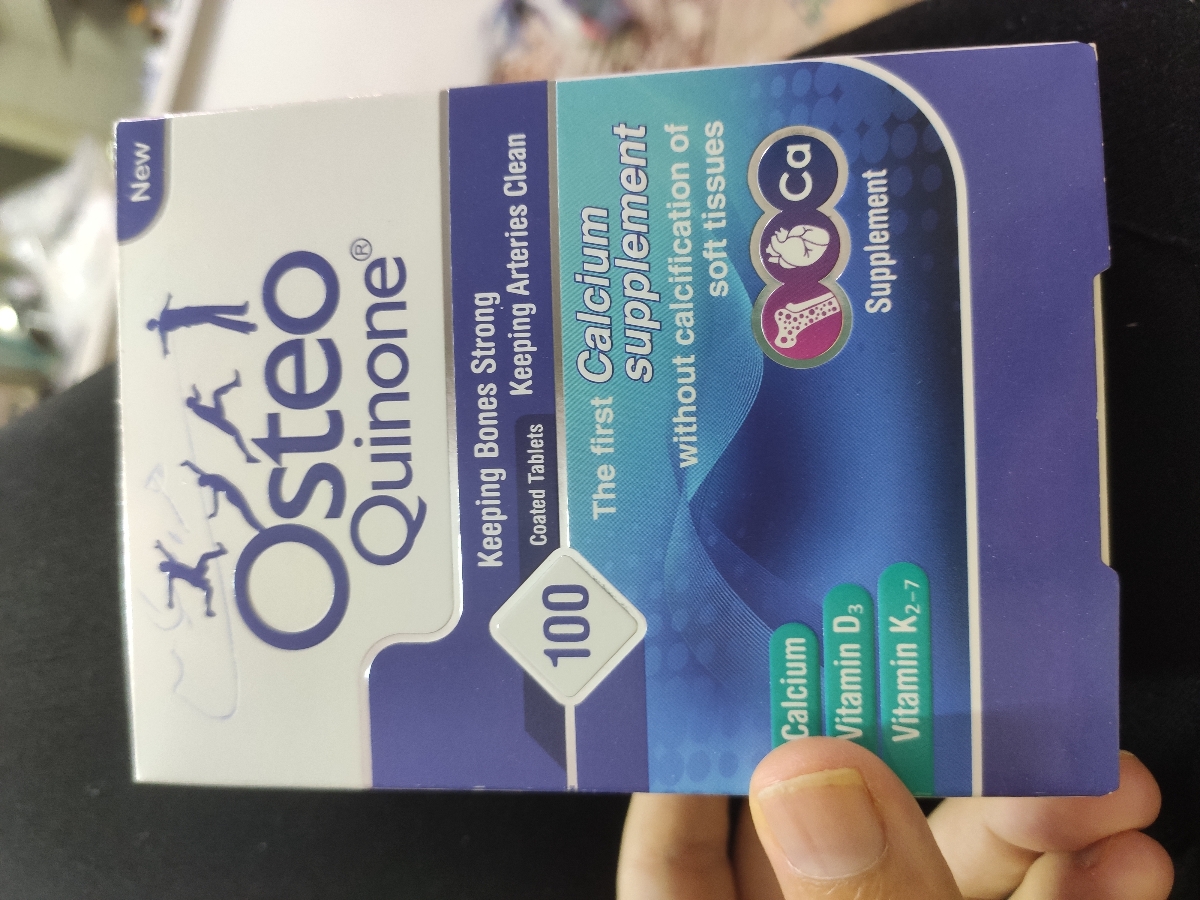 New
Osteo
Quinone®
Keeping Bones Strong
Keeping Arteries Clean
Coated Tablets
100
The first Calcium
supplement
without calcification of
soft tissues
Ca
Supplement
Calcium
Vitamin D3
Vitamin K2-7